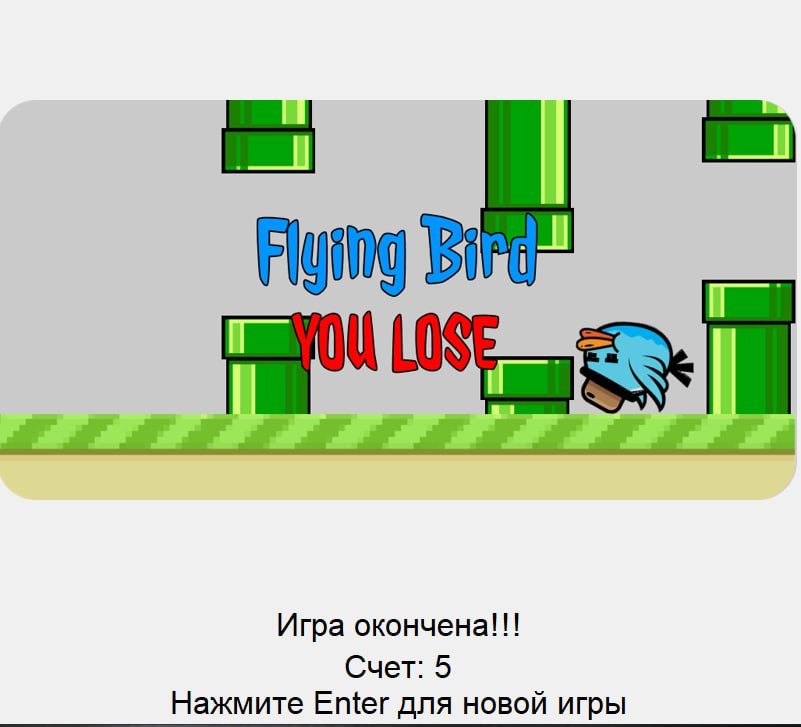 Flying Bird
YOU LOSE
Игра окончена!!!
Счет: 5
Нажмите Enter для новой игры